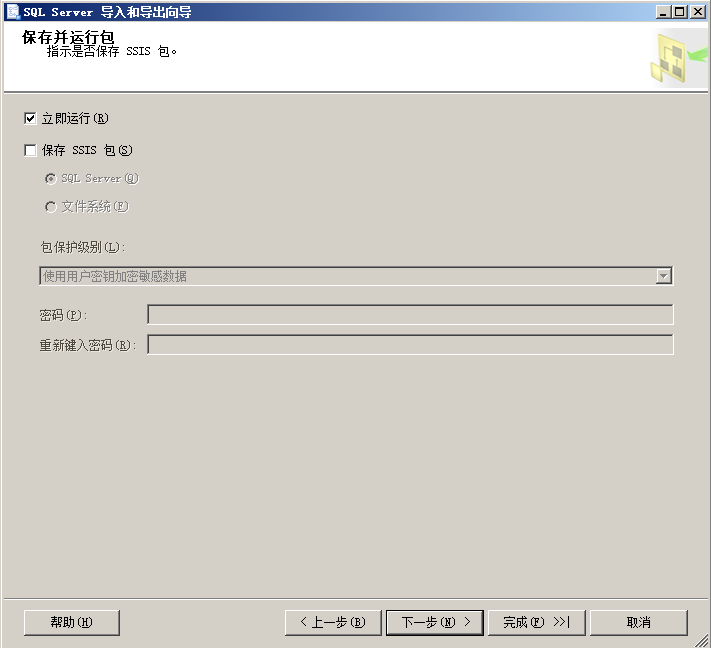 SQL Server 导入和导出向导
保存并运行包
指示是否保存 SSIS 包。
立即运行(R)
保存 SSIS 包(S)
SQL Server(Q)
文件系统(F)
包保护级别(L):
使用用户密钥加密敏感数据
密码(P):
重新键入密码(R):
帮助(H)
< 上一步(B)
下一步(N) >
完成(F) >>|
取消